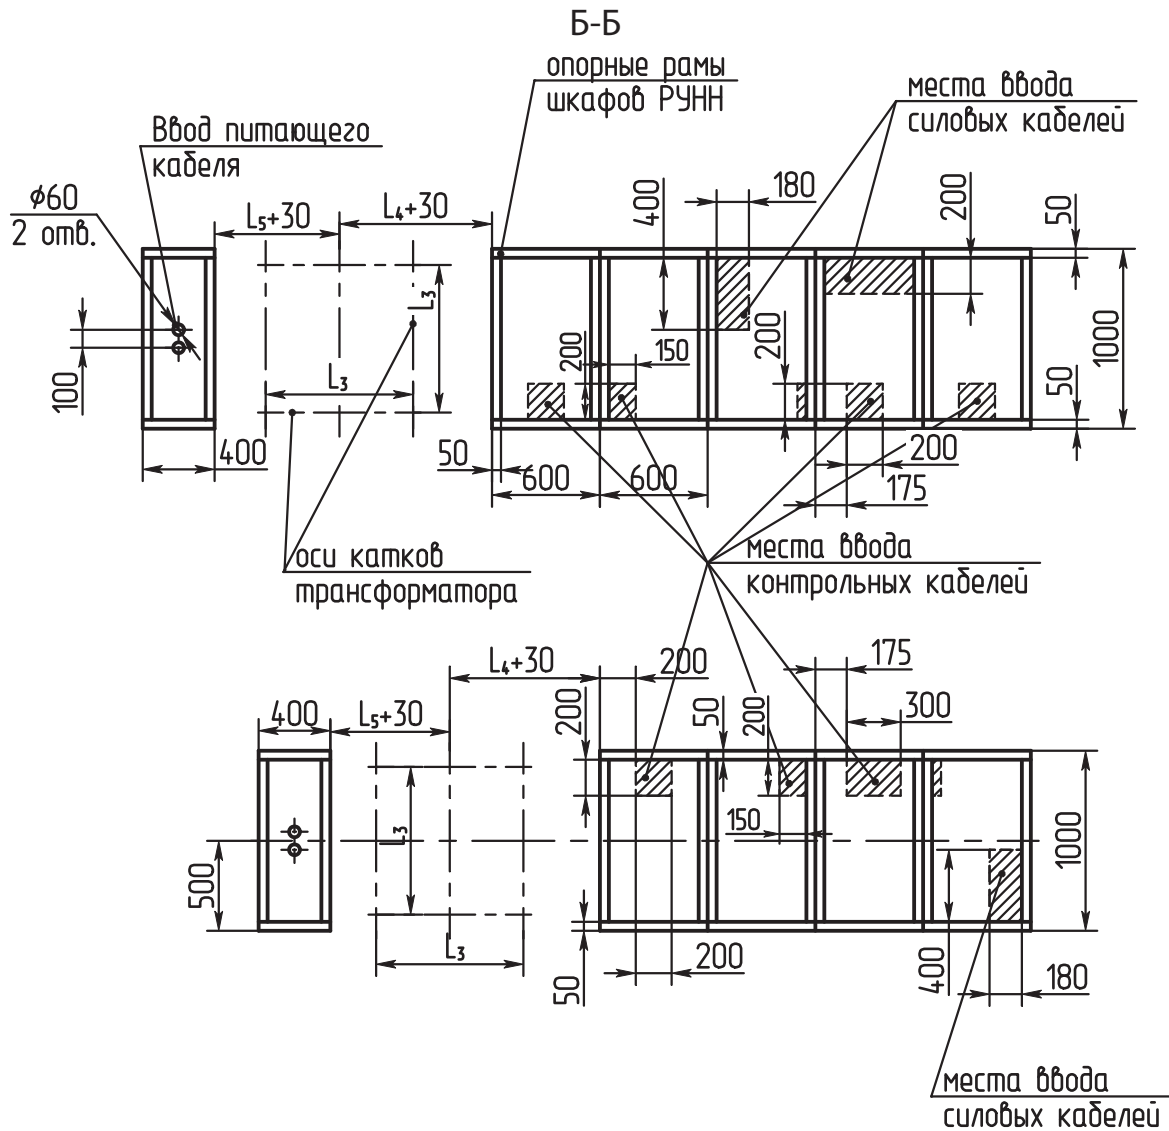 Б-Б
опорные рамы
шкафов РУНН
места ввода
силовых кабелей
Ввод питающего
кабеля
ϕ60
2 отв.
L₅+30
L₄+30
400
180
200
50
L₃
1000
100
L₃
200
150
200
50
400
50
600
600
200
175
оси катков
трансформатора
места ввода
контрольных кабелей
L₄+30
200
175
400
L₅+30
200
50
200
300
L₃
150
1000
500
L₃
50
200
400
180
места ввода
силовых кабелей